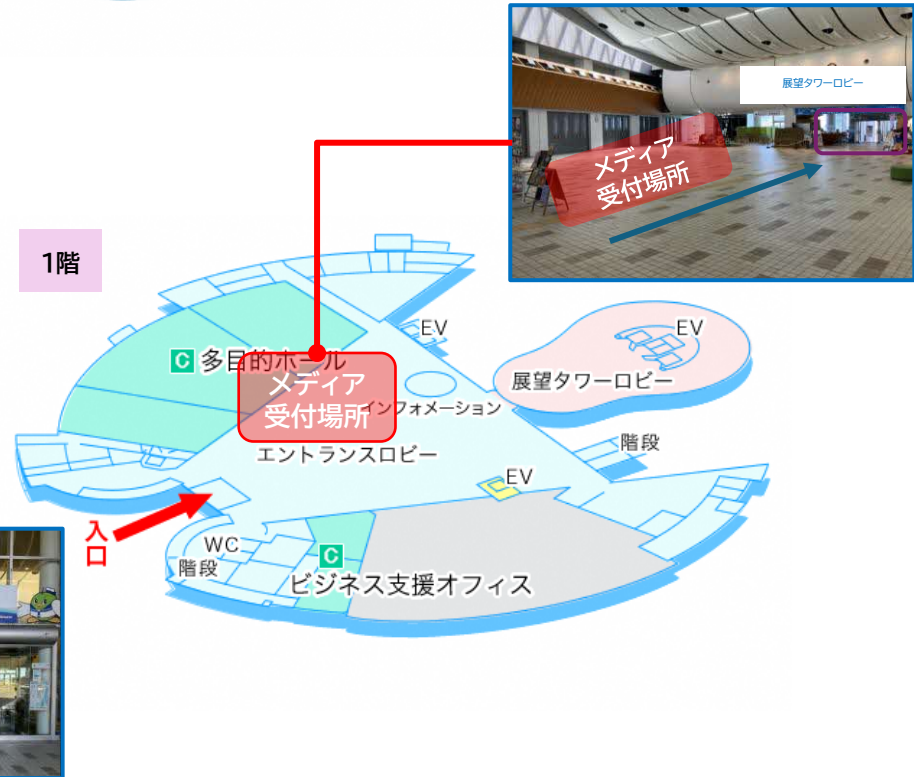 展望タワーロビー
メディア
受付場所
1階
EV
EV
C 多目的ホール
展望タワーロビー
メディア
受付場所
インフォメーション
階段
エントランスロビー
EV
入口
WC
階段
C
ビジネス支援オフィス